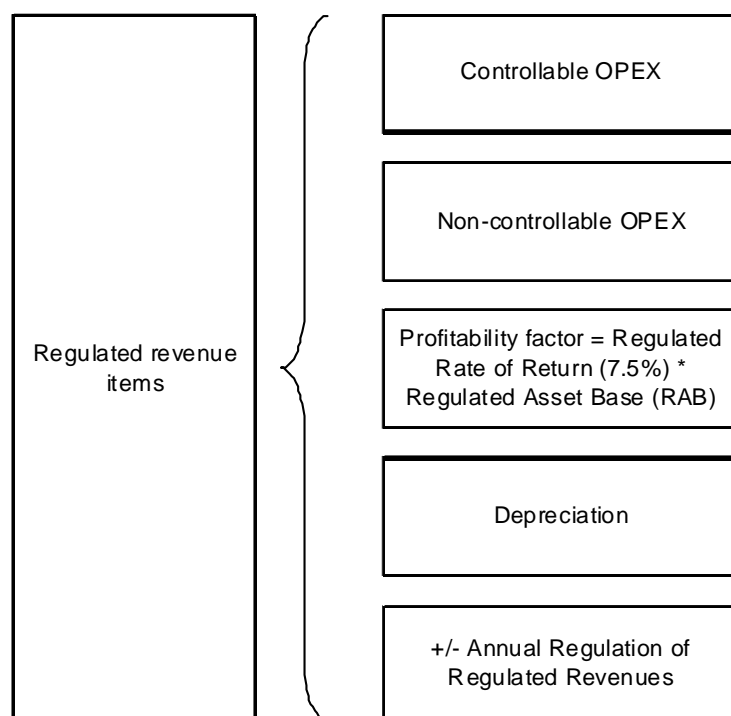 Controllable OPEX
Non-controllable OPEX
Regulated revenue
items
Profitability factor = Regulated
Rate of Return (7.5%) *
Regulated Asset Base (RAB)
Depreciation
+/- Annual Regulation of
Regulated Revenues